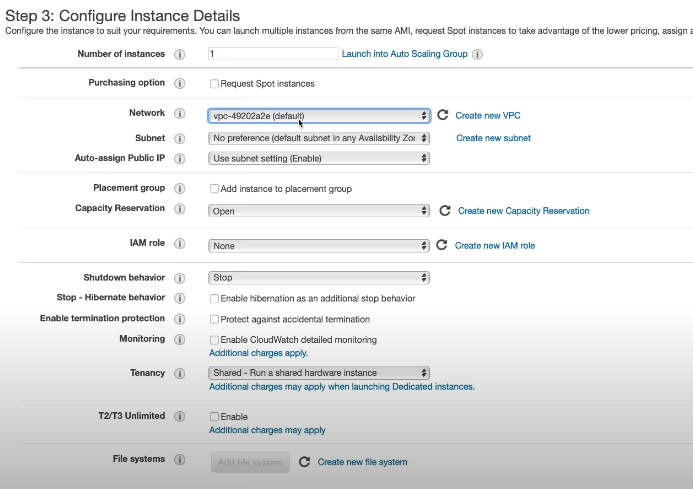 Step 3: Configure Instance Details
Configure the instance to suit your requirements. You can launch multiple instances from the same AMI, request Spot instances to take advantage of the lower pricing, assign
Number of instances i 1 Launch into Auto Scaling Group i
Purchasing option i Request Spot instances
Network i vpc-49202a2e (default) Create new VPC
Subnet i No preference (default subnet in any Availability Zo Create new subnet
Auto-assign Public IP i Use subnet setting (Enable)
Placement group i Add instance to placement group
Capacity Reservation i Open Create new Capacity Reservation
IAM role i None Create new IAM role
Shutdown behavior i Stop
Stop - Hibernate behavior i Enable hibernation as an additional stop behavior
Enable termination protection i Protect against accidental termination
Monitoring i Enable CloudWatch detailed monitoring
Additional charges apply.
Tenancy i Shared - Run a shared hardware instance
Additional charges may apply when launching Dedicated instances.
T2/T3 Unlimited i Enable
Additional charges may apply
File systems i Add file system Create new file system